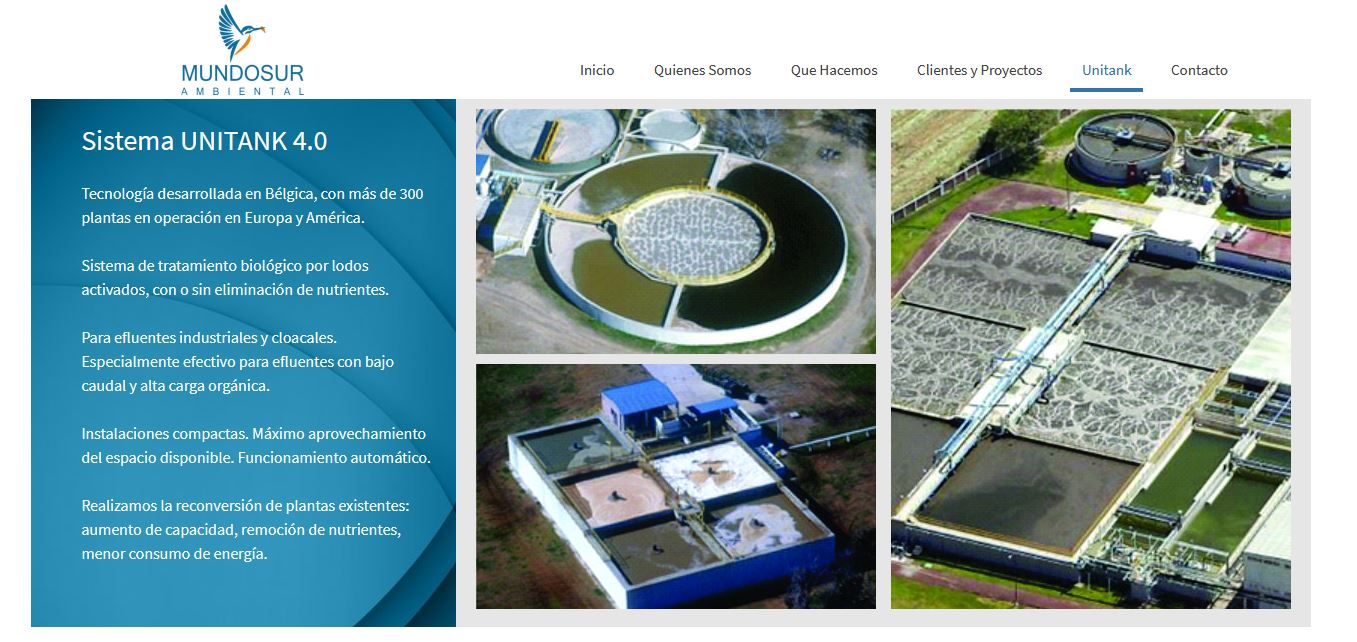 MUNDOSUR
AMBIENTAL
Inicio Quienes Somos Que Hacemos Clientes y Proyectos Unitank Contacto
Sistema UNITANK 4.0
Tecnología desarrollada en Bélgica, con más de 300
plantas en operación en Europa y América.
Sistema de tratamiento biológico por lodos
activados, con o sin eliminación de nutrientes.
Para efluentes industriales y cloacales.
Especialmente efectivo para efluentes con bajo
caudal y alta carga orgánica.
Instalaciones compactas. Máximo aprovechamiento
del espacio disponible. Funcionamiento automático.
Realizamos la reconversión de plantas existentes:
aumento de capacidad, remoción de nutrientes,
menor consumo de energía.